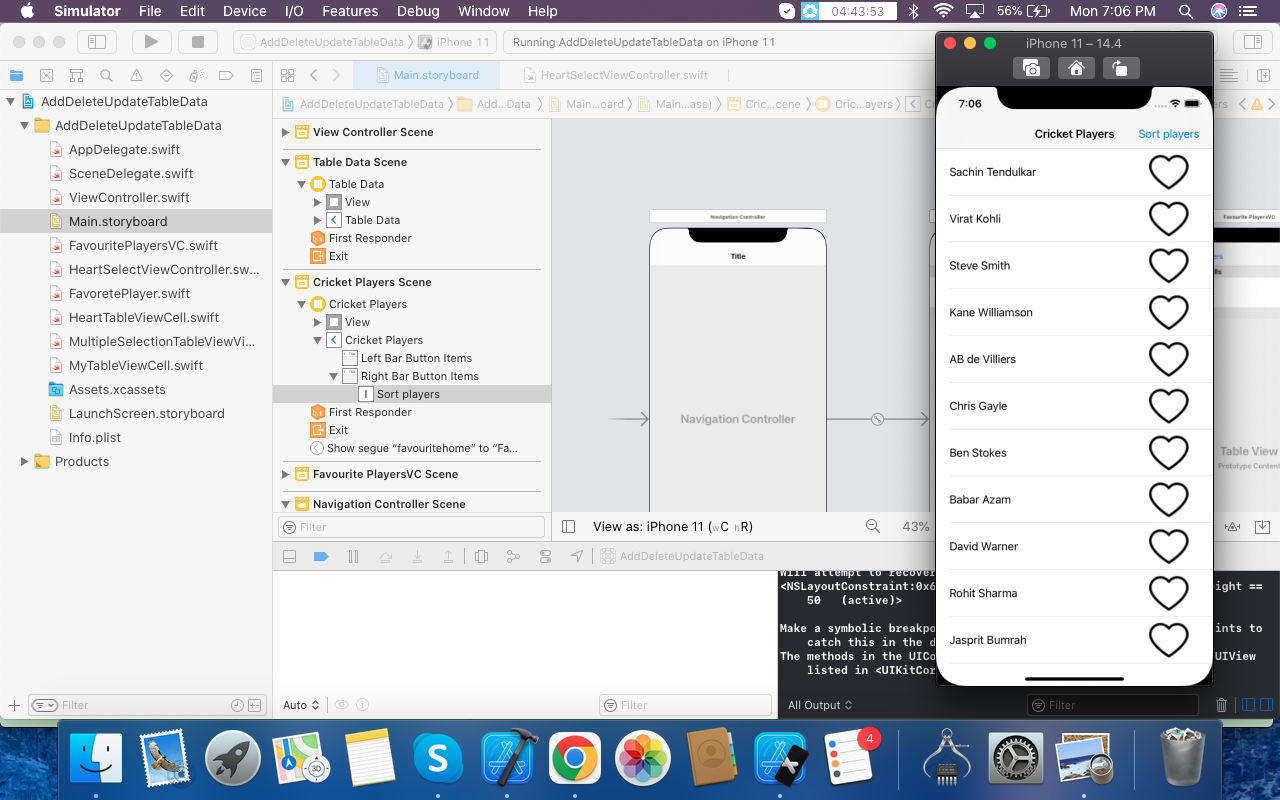 Simulator File Edit Device I/O Features Debug Window Help 04:43:53 56% Mon 7:06 PM
AddDeleteUpdateTableData iPhone 11 Running AddDeleteUpdateTableData on iPhone 11
iPhone 11 – 14.4
Main.storyboard HeartSelectViewController.swift
AddDeleteUpdateTableData Add...Data Main...oard Main...ase) Cric...cene Cric...ayers
AddDeleteUpdateTableData
AddDeleteUpdateTableData
AppDelegate.swift
SceneDelegate.swift
ViewController.swift
Main.storyboard
FavouritePlayersVC.swift
HeartSelectViewController.sw...
FavoretePlayer.swift
HeartTableViewCell.swift
MultipleSelectionTableViewVi...
MyTableViewCell.swift
Assets.xcassets
LaunchScreen.storyboard
Info.plist
Products
Filter
View Controller Scene
Table Data Scene
Table Data
View
Table Data
First Responder
Exit
Cricket Players Scene
Cricket Players
View
Cricket Players
Left Bar Button Items
Right Bar Button Items
Sort players
First Responder
Exit
Show segue “favouritehome” to “Fa...
Favourite PlayersVC Scene
Navigation Controller Scene
Filter
Navigation Controller
Title
Navigation Controller
Favourite PlayersVC
Table View
Prototype Content
View as: iPhone 11 (wC hR) 43%
AddDeleteUpdateTableData
7:06
Cricket Players Sort players
Sachin Tendulkar
Virat Kohli
Steve Smith
Kane Williamson
AB de Villiers
Chris Gayle
Ben Stokes
Babar Azam
David Warner
Rohit Sharma
Jasprit Bumrah
Will attempt to recover
<NSLayoutConstraint:0x6 ight ==
50 (active)>
Make a symbolic breakpo ints to
catch this in the d
The methods in the UICo UIView
listed in <UIKitCor
Auto Filter All Output Filter
4
3D